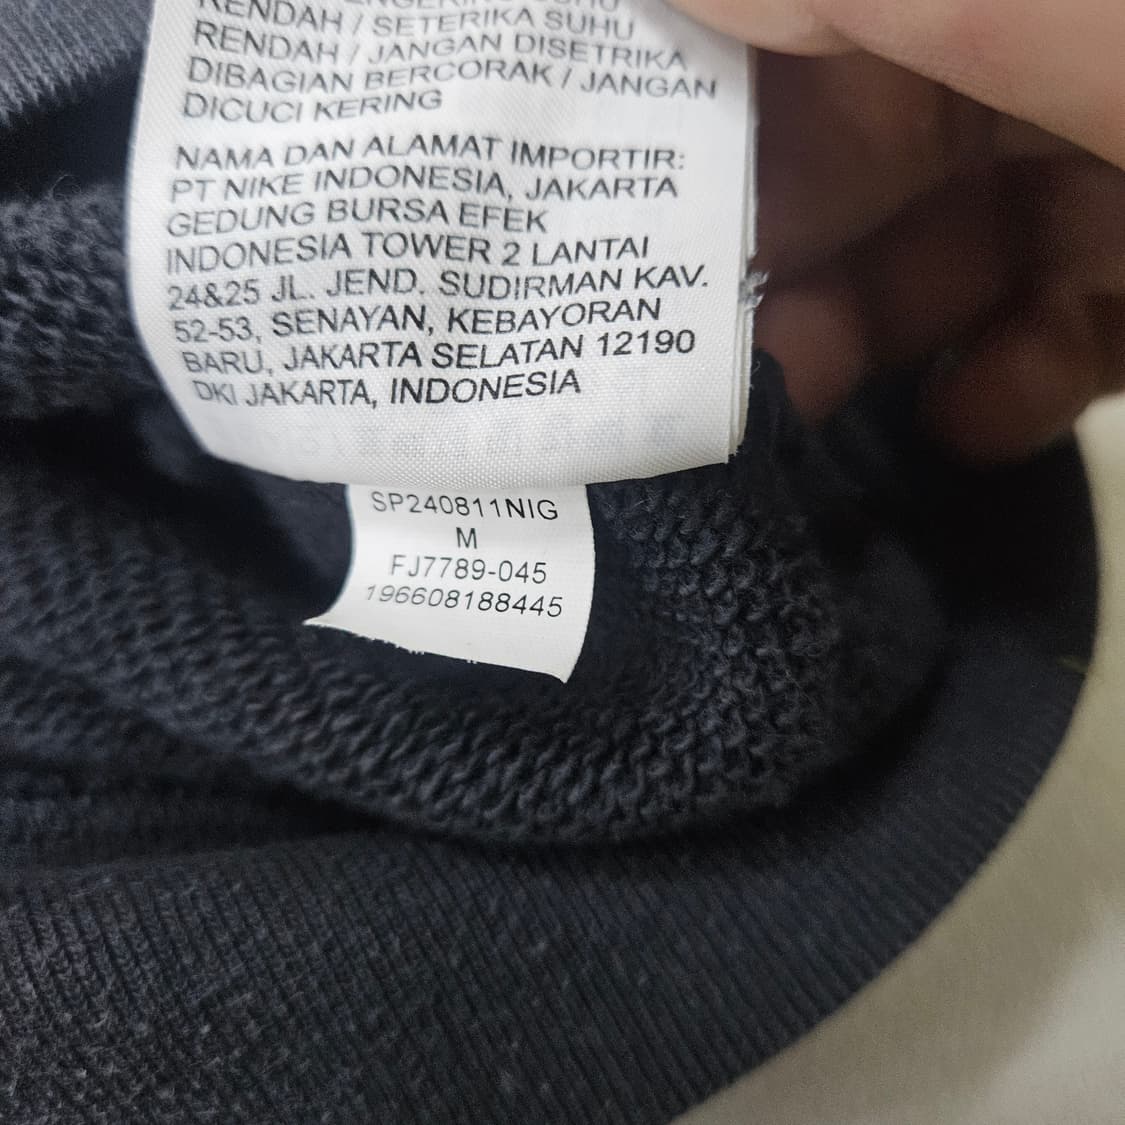 RENDAH / SETERIKA SUHU
RENDAH / JANGAN DISETRIKA
DIBAGIAN BERCORAK / JANGAN
DICUCI KERING
NAMA DAN ALAMAT IMPORTIR:
PT NIKE INDONESIA, JAKARTA
GEDUNG BURSA EFEK
INDONESIA TOWER 2 LANTAI
24&25 JL. JEND. SUDIRMAN KAV.
52-53, SENAYAN, KEBAYORAN
BARU, JAKARTA SELATAN 12190
DKI JAKARTA, INDONESIA
SP240811NIG
M
FJ7789-045
196608188445